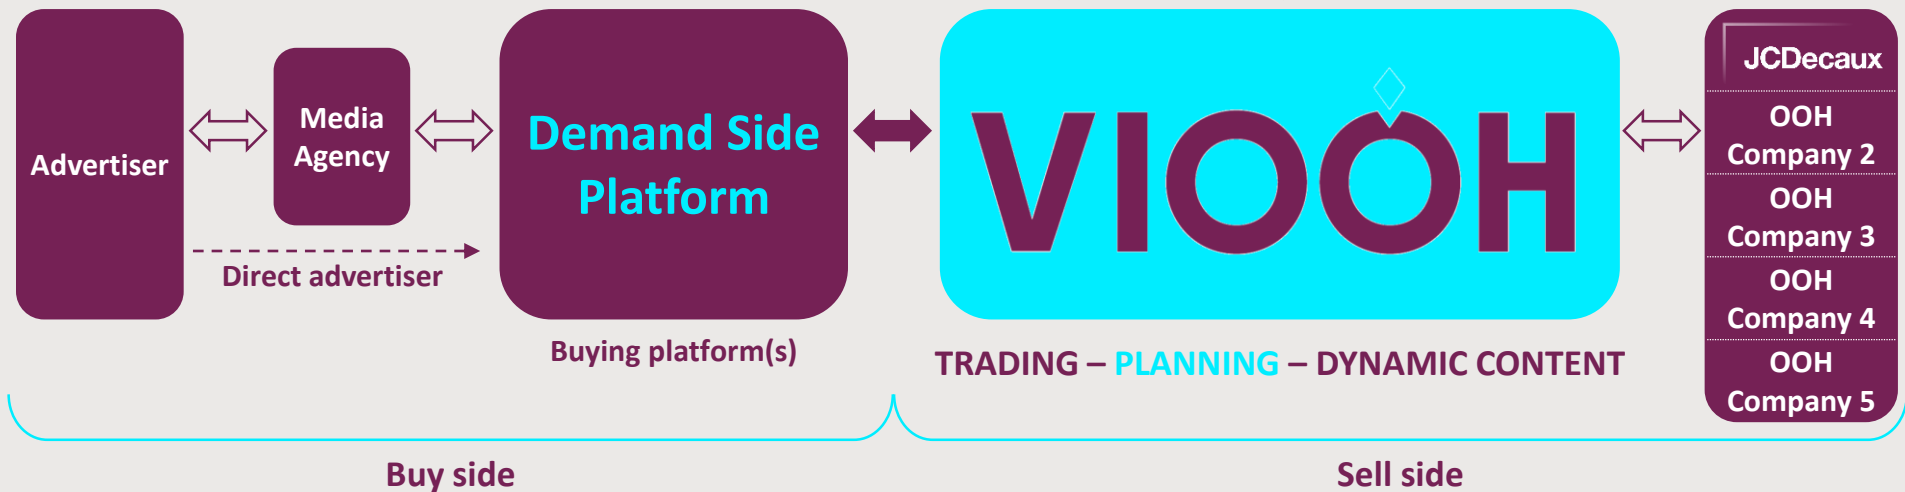 Advertiser
Media
Agency
Direct advertiser
Demand Side
Platform
Buying platform(s)
VIOOH
TRADING – PLANNING – DYNAMIC CONTENT
JCDecaux
OOH
Company 2
OOH
Company 3
OOH
Company 4
OOH
Company 5
Buy side
Sell side